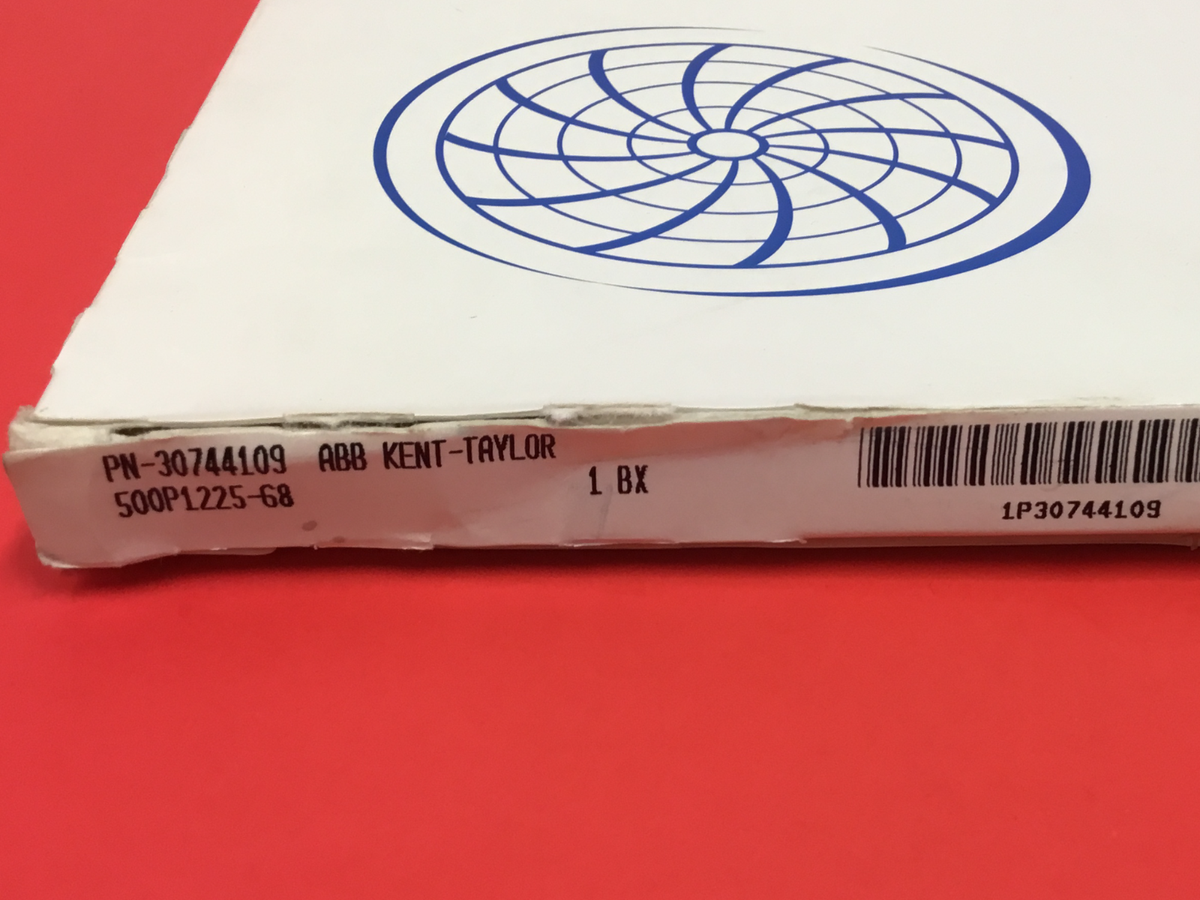 PN-30744109 ABB KENT-TAYLOR
500P1225-68
1 BX
1P30744109